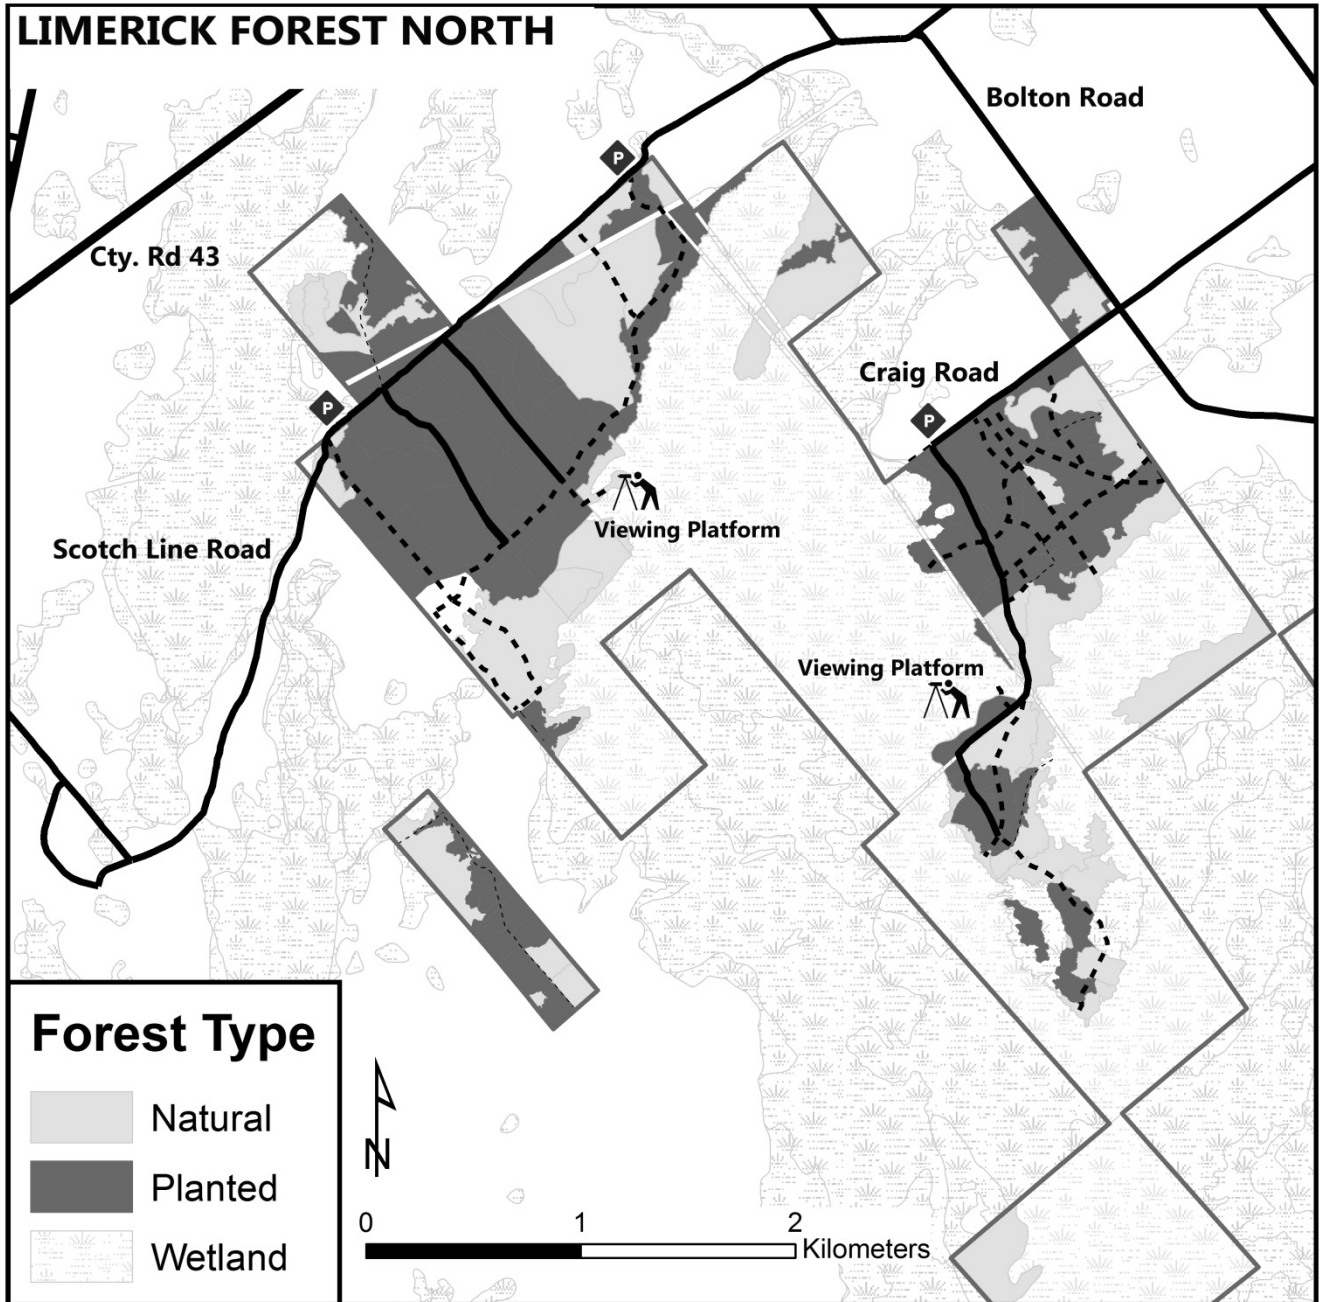 LIMERICK FOREST NORTH
Bolton Road
P
Cty. Rd 43
Craig Road
P
P
Viewing Platform
Scotch Line Road
Viewing Platform
Forest Type
Natural
Planted
Wetland
N
0 1 2
Kilometers